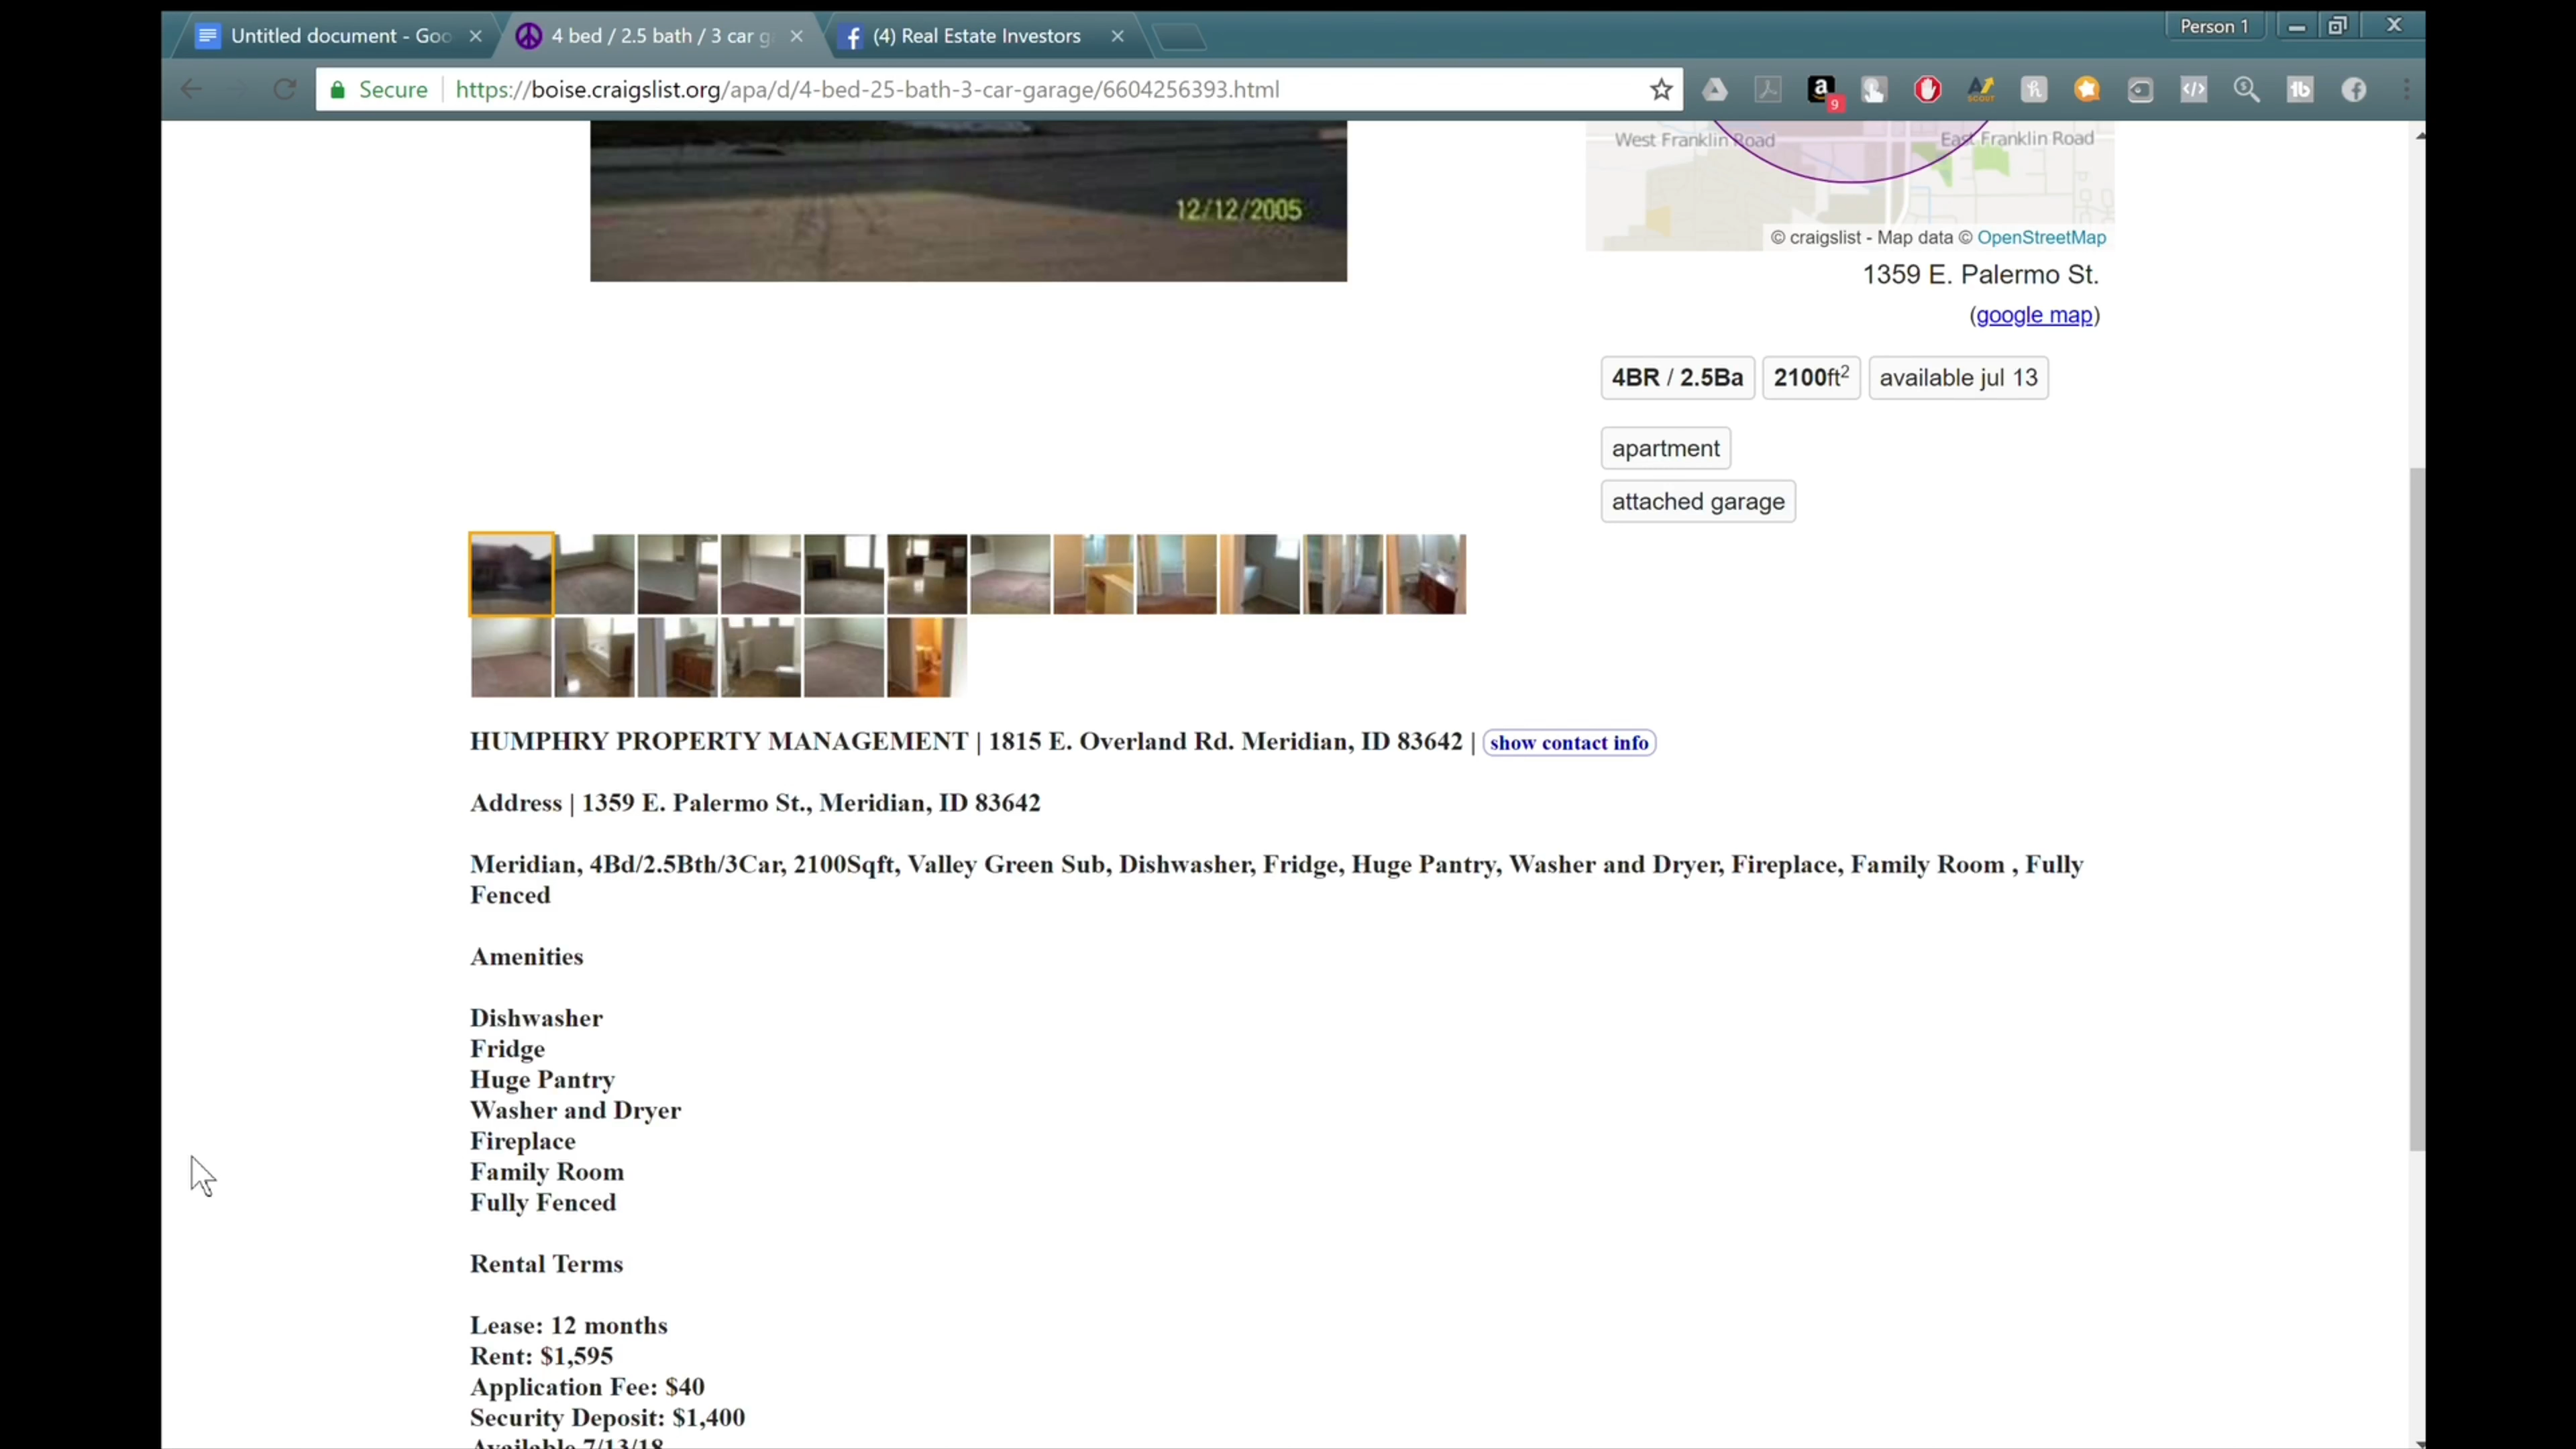 Untitled document - Goo
4 bed / 2.5 bath / 3 car g
(4) Real Estate Investors
Person 1
Secure
https://boise.craigslist.org/apa/d/4-bed-25-bath-3-car-garage/6604256393.html
9
12/12/2005
West Franklin Road
East Franklin Road
© craigslist - Map data © OpenStreetMap
1359 E. Palermo St.
(google map)
4BR / 2.5Ba
2100ft²
available jul 13
apartment
attached garage
HUMPHRY PROPERTY MANAGEMENT | 1815 E. Overland Rd. Meridian, ID 83642 | show contact info
Address | 1359 E. Palermo St., Meridian, ID 83642
Meridian, 4Bd/2.5Bth/3Car, 2100Sqft, Valley Green Sub, Dishwasher, Fridge, Huge Pantry, Washer and Dryer, Fireplace, Family Room , Fully
Fenced
Amenities
Dishwasher
Fridge
Huge Pantry
Washer and Dryer
Fireplace
Family Room
Fully Fenced
Rental Terms
Lease: 12 months
Rent: $1,595
Application Fee: $40
Security Deposit: $1,400
Available 7/13/18